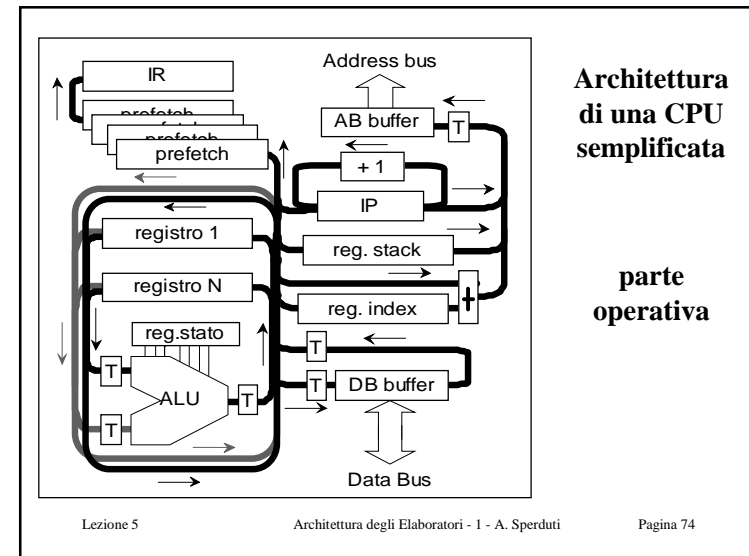 Architettura
di una CPU
semplificata
parte
operativa
Address bus
IR
AB buffer
T
prefetch
prefetch
prefetch
prefetch
+ 1
IP
registro 1
reg. stack
registro N
reg. index
+
reg.stato
T
T
ALU
T
T
DB buffer
T
Data Bus
Lezione 5
Architettura degli Elaboratori - 1 - A. Sperduti
Pagina 74